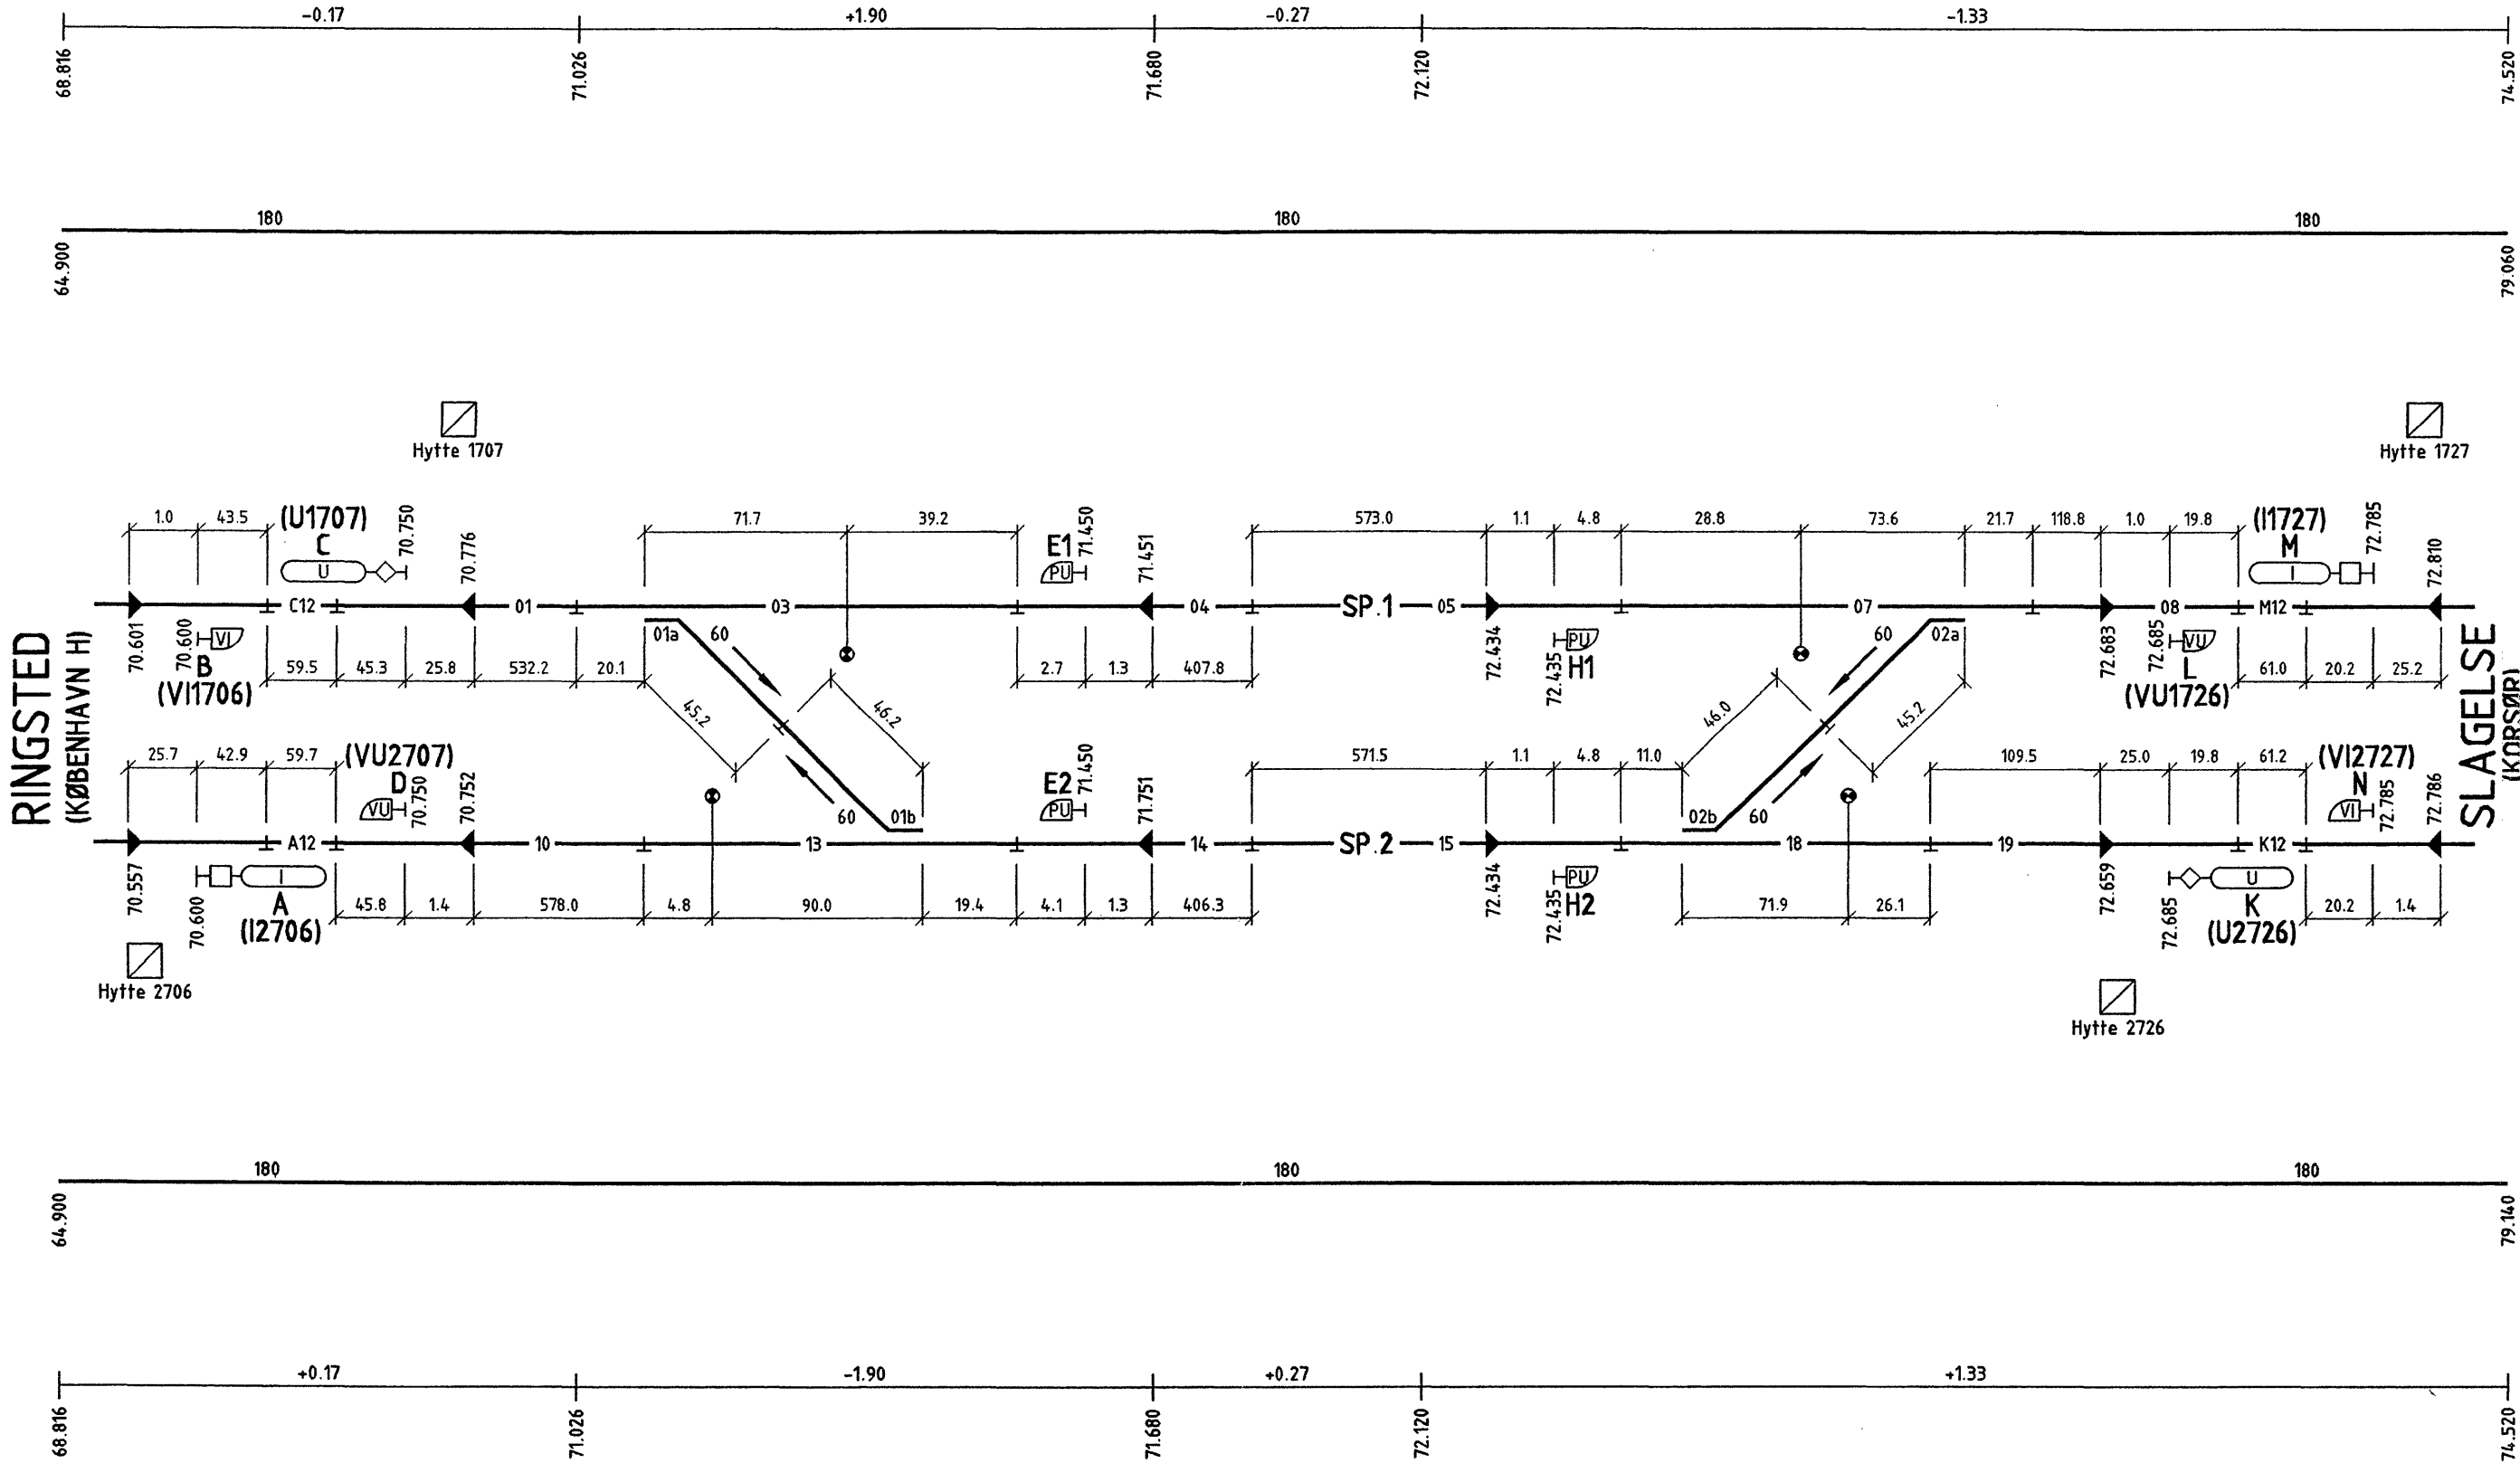 -0.17 +1.90 -0.27 -1.33
68.816 71.026 71.680 72.120 74.520
180 180 180
64.900 79.060
Hytte 1707 Hytte 1727
1.0 43.5 (U1707) 70.750 71.7 39.2 71.450 573.0 1.1 4.8 28.8 73.6 21.7 118.8 1.0 19.8 (I1727) 72.785
C 70.776 E1 71.451 M 72.810
U PU I
C12 01 03 04 SP.1 05 07 08 M12
70.601 70.600 VI 01a 60 72.434 72.435 PU 60 02a 72.683 72.685 VU
B 59.5 45.3 25.8 532.2 20.1 2.7 1.3 407.8 H1 L 61.0 20.2 25.2
(VI1706) (VU1726)
45.2 46.2 46.0 45.2
RINGSTED
(KØBENHAVN H)
SLAGELSE
(KORSØR)
25.7 42.9 59.7 (VU2707) 571.5 1.1 4.8 11.0 109.5 25.0 19.8 61.2 (VI2727)
D 70.750 70.752 E2 71.450 71.751 N 72.785 72.786
VU 60 01b PU 02b 60 VI
A12 10 13 14 SP.2 15 18 19 K12
70.557 70.600 I 72.434 72.435 PU 72.659 72.685 U
A 45.8 1.4 578.0 4.8 90.0 19.4 4.1 1.3 406.3 H2 71.9 26.1 K 20.2 1.4
(I2706) (U2726)
Hytte 2706
Hytte 2726
180 180 180
64.900 79.140
+0.17 -1.90 +0.27 +1.33
68.816 71.026 71.680 72.120 74.520